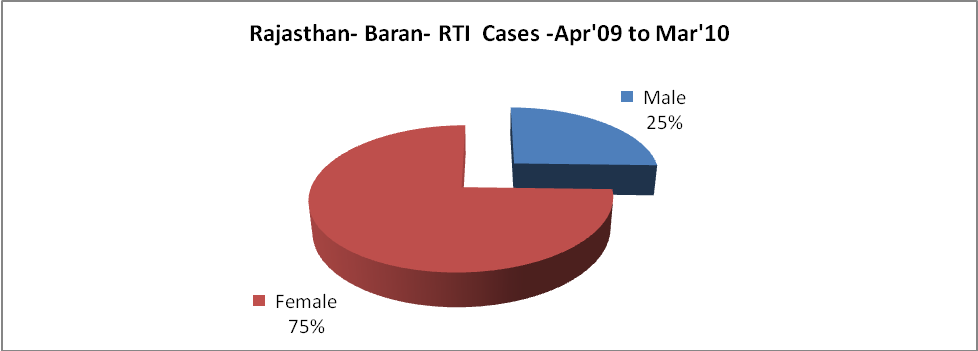 Rajasthan- Baran- RTI Cases -Apr'09 to Mar'10
Male
25%
Female
75%